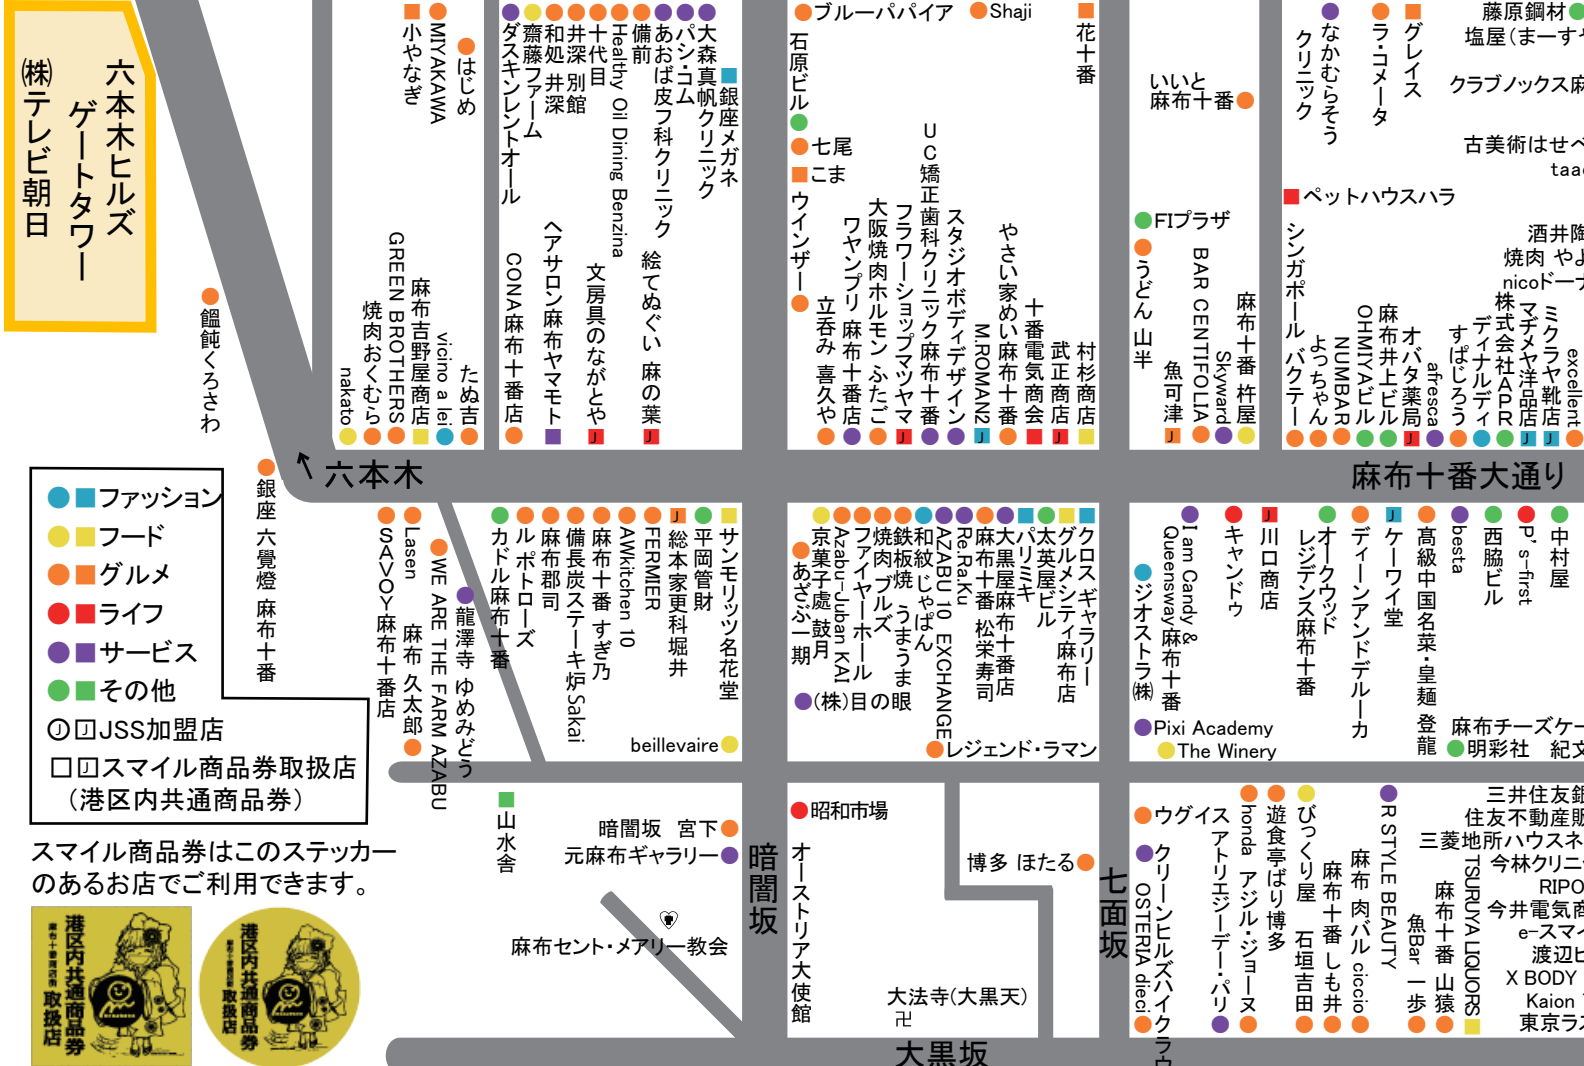 六本木ヒルズ
ゲートタワー
㈱テレビ朝日
小やなぎ
MIYAKAWA
はじめ
ダスキンレントオール
齋藤ファーム
和処 井深
井深 別館
十代目
Healthy Oil Dining Benzina
備前
あおば皮フ科クリニック
パシ・コム
大森真帆クリニック
銀座メガネ
ブルーパパイア
Shaji
花十番
石原ビル
七尾
こま
ウインザー
いいと
麻布十番
なかむらそう
クリニック
ラ・コメータ
グレイス
藤原鋼材
塩屋(まーすや
クラブノックス麻
古美術はせべ
taac
ペットハウスハラ
酒井陶
焼肉 やよ
nicoドーナ
FIプラザ
饂飩くろさわ
nakato
焼肉おくむら
GREEN BROTHERS
麻布吉野屋商店
vicino a lei
たぬ吉
CONA麻布十番店
ヘアサロン麻布ヤマモト
文房具のながとや
J
絵てぬぐい 麻の葉
J
立呑み 喜久や
ワヤンプリ 麻布十番店
大阪焼肉ホルモン ふたご
フラワーショップマツヤマ
J
UC矯正歯科クリニック麻布十番
スタジオボディデザイン
M.ROMAN2
J
やさい家めい麻布十番
十番電気商会
武正商店
J
村杉商店
うどん 山半
魚可津
J
BAR CENTIFOLIA
Skyward
麻布十番 杵屋
シンガポール バクテー
よっちゃん
NUMBAR
OHMIYAビル
麻布井上ビル
オバタ薬局
J
afresca
すぱじろう
ディナルディ
株式会社APR
マヂメヤ洋品店
J
ミクラヤ靴店
J
excellent
↑六本木
麻布十番大通り
ファッション
フード
グルメ
ライフ
サービス
その他
J J JSS加盟店
J スマイル商品券取扱店
（港区内共通商品券）
スマイル商品券はこのステッカー
のあるお店でご利用できます。
港区内共通商品券
麻布十番商店街
取扱店
港区内共通商品券
麻布十番商店街
取扱店
銀座 六覺燈 麻布十番
SAVOY麻布十番店
Lasen
麻布 久太郎
WE ARE THE FARM AZABU
龍澤寺 ゆめみどう
カドル麻布十番
ル ポトローズ
麻布郡司
備長炭ステーキ炉Sakai
麻布十番 すぎ乃
AWkitchen 10
FERMIER
J
総本家更科堀井
平岡管財
サンモリッツ名花堂
beillevaire
あざぶ一期
京菓子處 鼓月
Azabu-Juban KAI
ファイヤーホール
焼肉 ブルズ
鉄板焼 うまうま
和紋 じゃぱん
AZABU 10 EXCHANGE
Re.Ra.Ku
麻布十番 松栄寿司
大黒屋麻布十番店
パリミキ
太英屋ビル
グルメシティ麻布店
クロスギャラリー
(株)目の眼
レジェンド・ラマン
ジオストラ㈱
I am Candy &
Queensway麻布十番
キャンドゥ
J
川口商店
オークウッド
レジデンス麻布十番
ディーンアンドデルーカ
J
ケーワイ堂
高級中国名菜・皇麺 登龍
besta
西脇ビル
P's-first
中村屋
Pixi Academy
The Winery
麻布チーズケー
明彩社
紀文
山水舎
暗闇坂 宮下
元麻布ギャラリー
麻布セント・メアリー教会
暗闇坂
昭和市場
オーストリア大使館
博多 ほたる
大法寺(大黒天)
卍
大黒坂
七面坂
ウグイス
クリーンヒルズハイクラウ
OSTERIA dieci
アトリエジーデー・パリ
honda
アジル・ジョーヌ
遊食亭ばり博多
びっくり屋
石垣吉田
麻布十番 しも井
麻布 肉バル ciccio
R STYLE BEAUTY
魚Bar 一歩
麻布十番 山猿
TSURUYA LIQUORS
三井住友銀
住友不動産販
三菱地所ハウスネ
今林クリニ
RIPO
今井電気商
e-スマイ
渡辺ビ
X BODY
Kaion
東京ラス